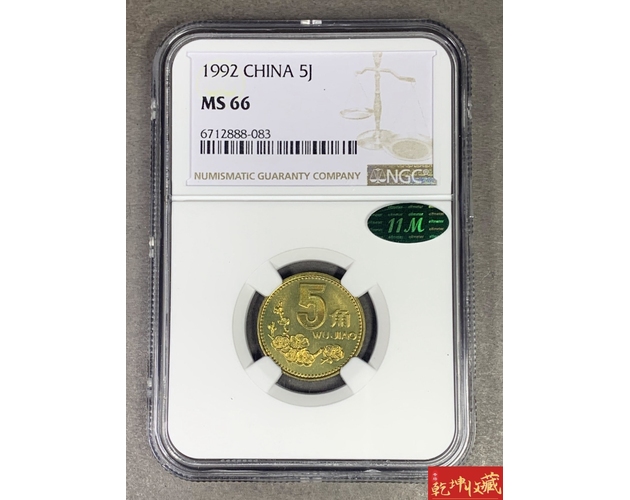 1992 CHINA 5J
MS 66
6712888-083
NUMISMATIC GUARANTY COMPANY
NGC
11M
5角
WU JIAO
乾坤收藏